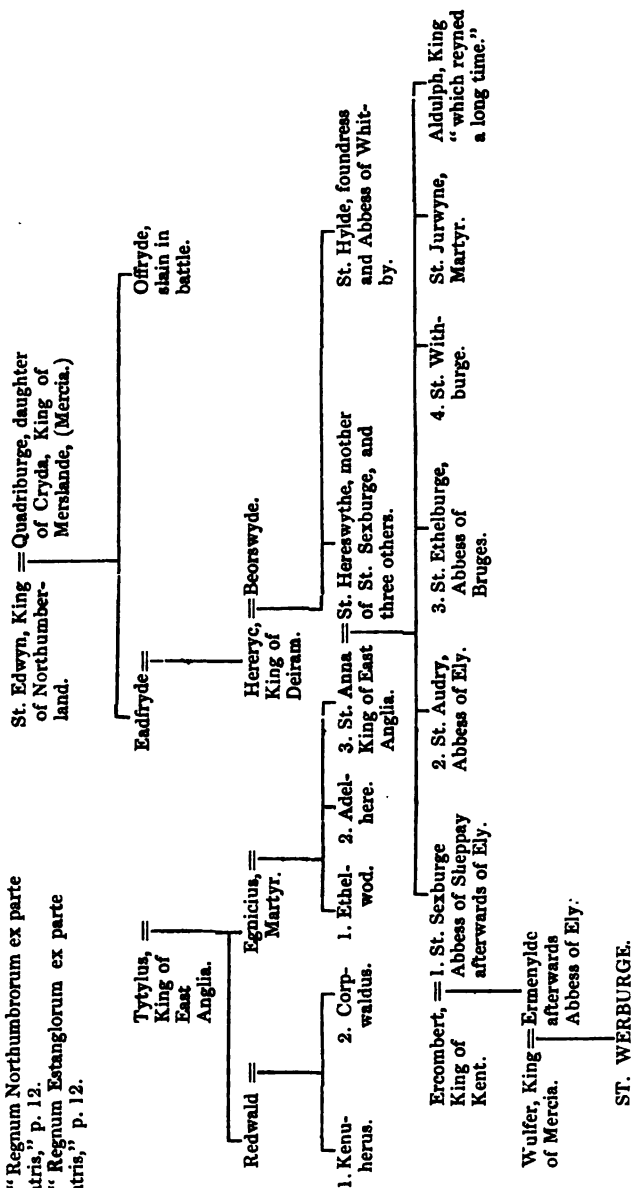 "Regnum Northumbrorum ex parte
atris," p. 12.
"Regnum Estanglorum ex parte
atris," p. 12.
St. Edwyn, King
of Northumber-
land.
=
Quadriburge, daughter
of Cryda, King of
Merslande, (Mercia.)
Eadfryde=
Offryde,
slain in
battle.
Tytylus, =
King of
East
Anglia.
Hereryc, =Beorswyde.
King of
Deiram.
Redwald =
Egnicius, =
Martyr.
St. Hylde, foundress
and Abbess of Whit-
by.
1. Kenu-
herus.
2. Corp-
waldus.
1. Ethel-
wod.
2. Adel-
here.
3. St. Anna
King of East
Anglia.
=
St. Hereswythe, mother
of St. Sexburge, and
three others.
Ercombert, =
King of
Kent.
1. St. Sexburge
Abbess of Sheppay
afterwards of Ely.
2. St. Audry,
Abbess of Ely.
3. St. Ethelburge,
Abbess of
Bruges.
4. St. With-
burge.
St. Jurwyne,
Martyr.
Aldulph, King
"which reyned
a long time."
Wulfer, King=
of Mercia.
Ermenylde
afterwards
Abbess of Ely.
ST. WERBURGE.